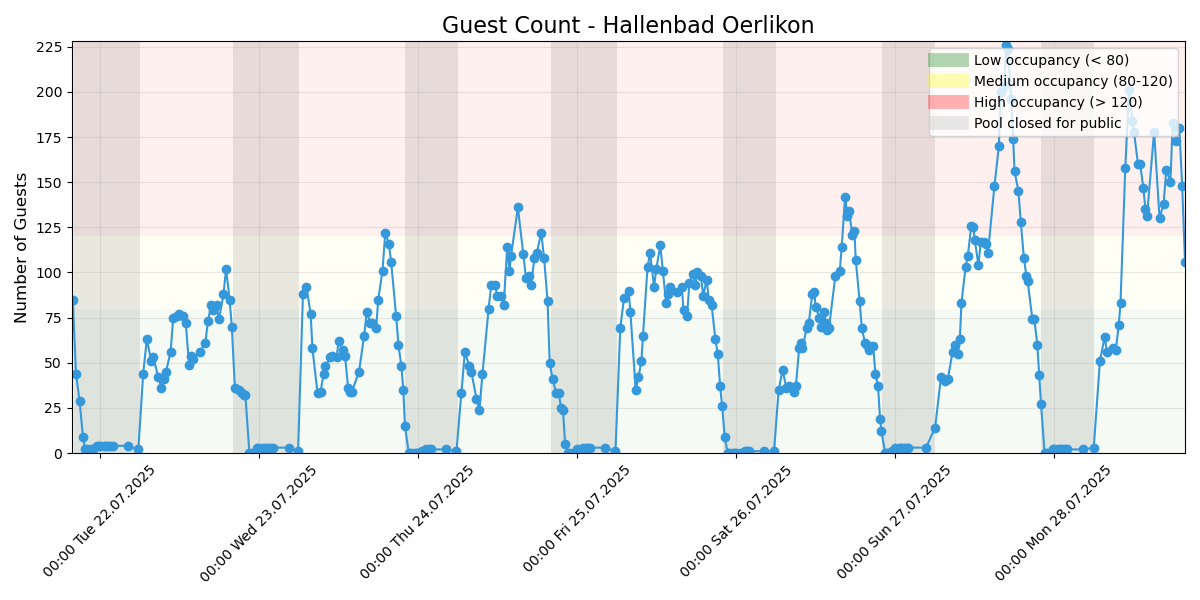 Guest Count - Hallenbad Oerlikon
Number of Guests
225
200
175
150
125
100
75
50
25
0
Low occupancy (< 80)
Medium occupancy (80-120)
High occupancy (> 120)
Pool closed for public
00:00 Tue 22.07.2025
00:00 Wed 23.07.2025
00:00 Thu 24.07.2025
00:00 Fri 25.07.2025
00:00 Sat 26.07.2025
00:00 Sun 27.07.2025
00:00 Mon 28.07.2025